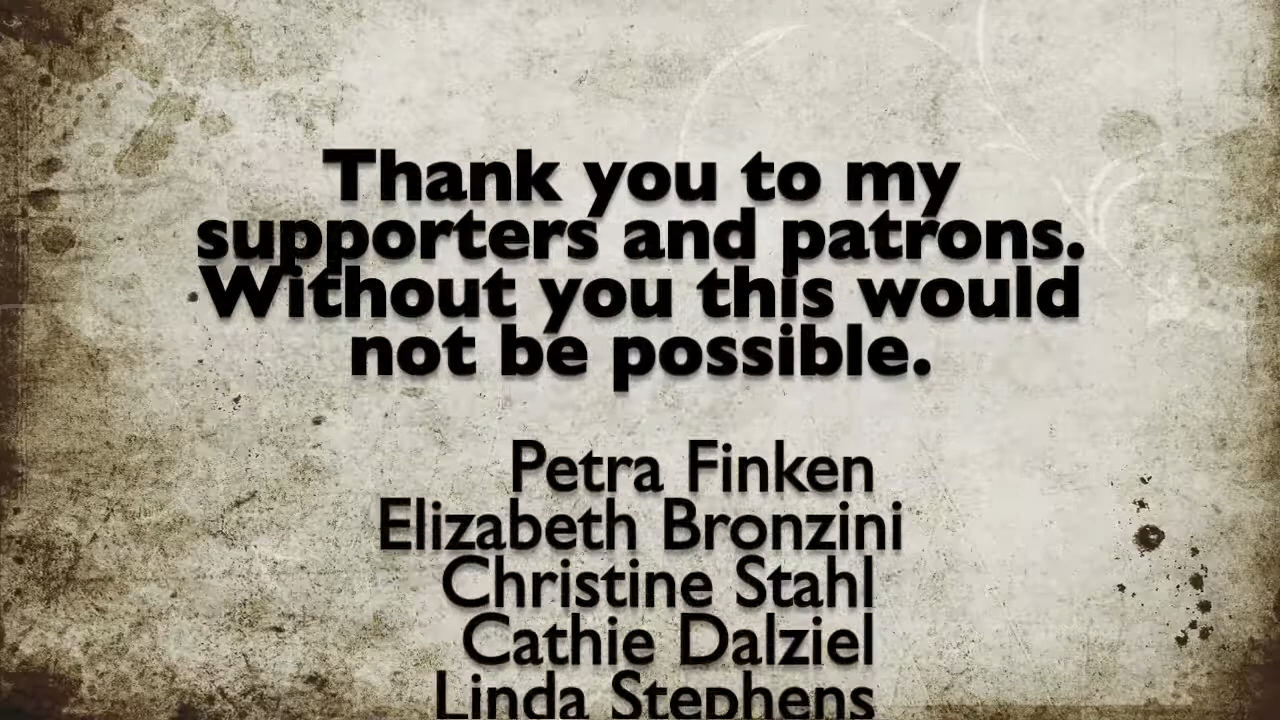 Thank you to my
supporters and patrons.
Without you this would
not be possible.
Petra Finken
Elizabeth Bronzini
Christine Stahl
Cathie Dalziel
Linda Stephens